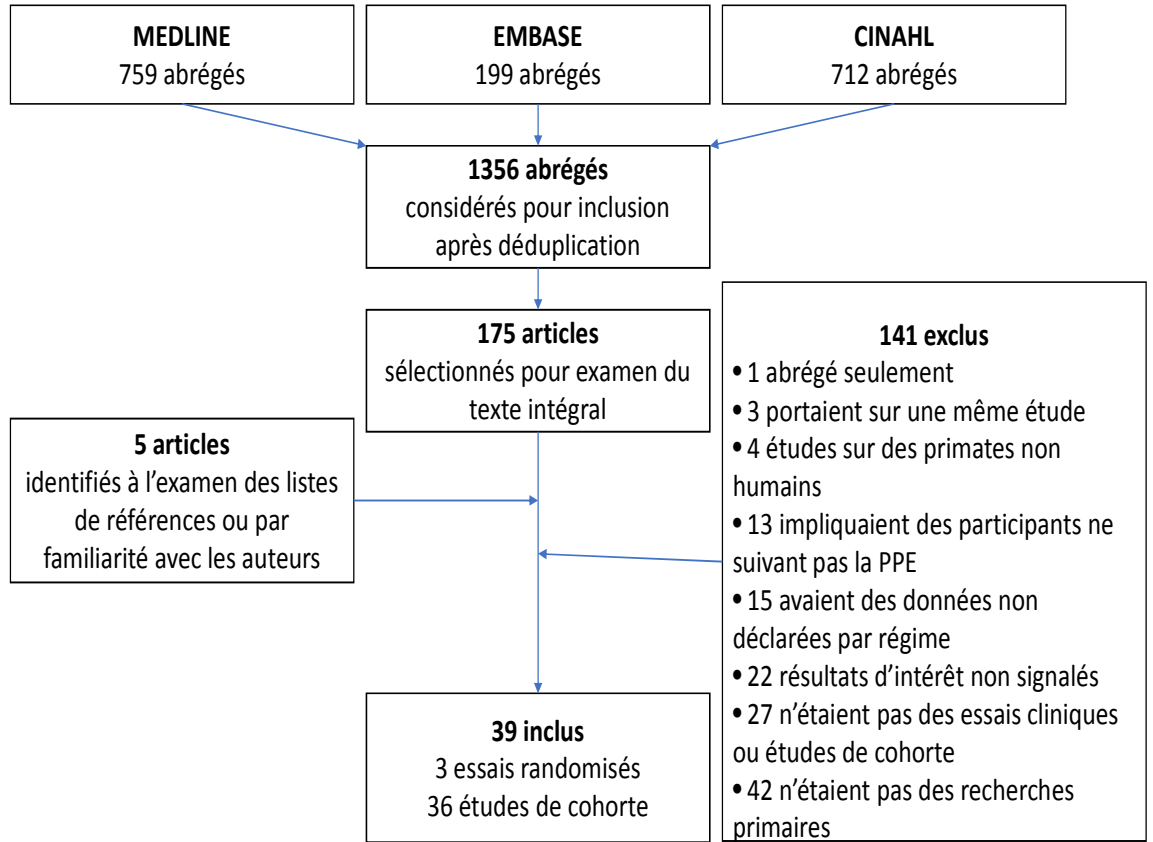 MEDLINE
759 abrégés
EMBASE
199 abrégés
CINAHL
712 abrégés
1356 abrégés
considérés pour inclusion
après déduplication
175 articles
sélectionnés pour examen du
texte intégral
5 articles
identifiés à l'examen des listes
de références ou par
familiarité avec les auteurs
141 exclus
• 1 abrégé seulement
• 3 portaient sur une même étude
• 4 études sur des primates non
humains
• 13 impliquaient des participants ne
suivant pas la PPE
• 15 avaient des données non
déclarées par régime
• 22 résultats d'intérêt non signalés
• 27 n'étaient pas des essais cliniques
ou études de cohorte
• 42 n'étaient pas des recherches
primaires
39 inclus
3 essais randomisés
36 études de cohorte